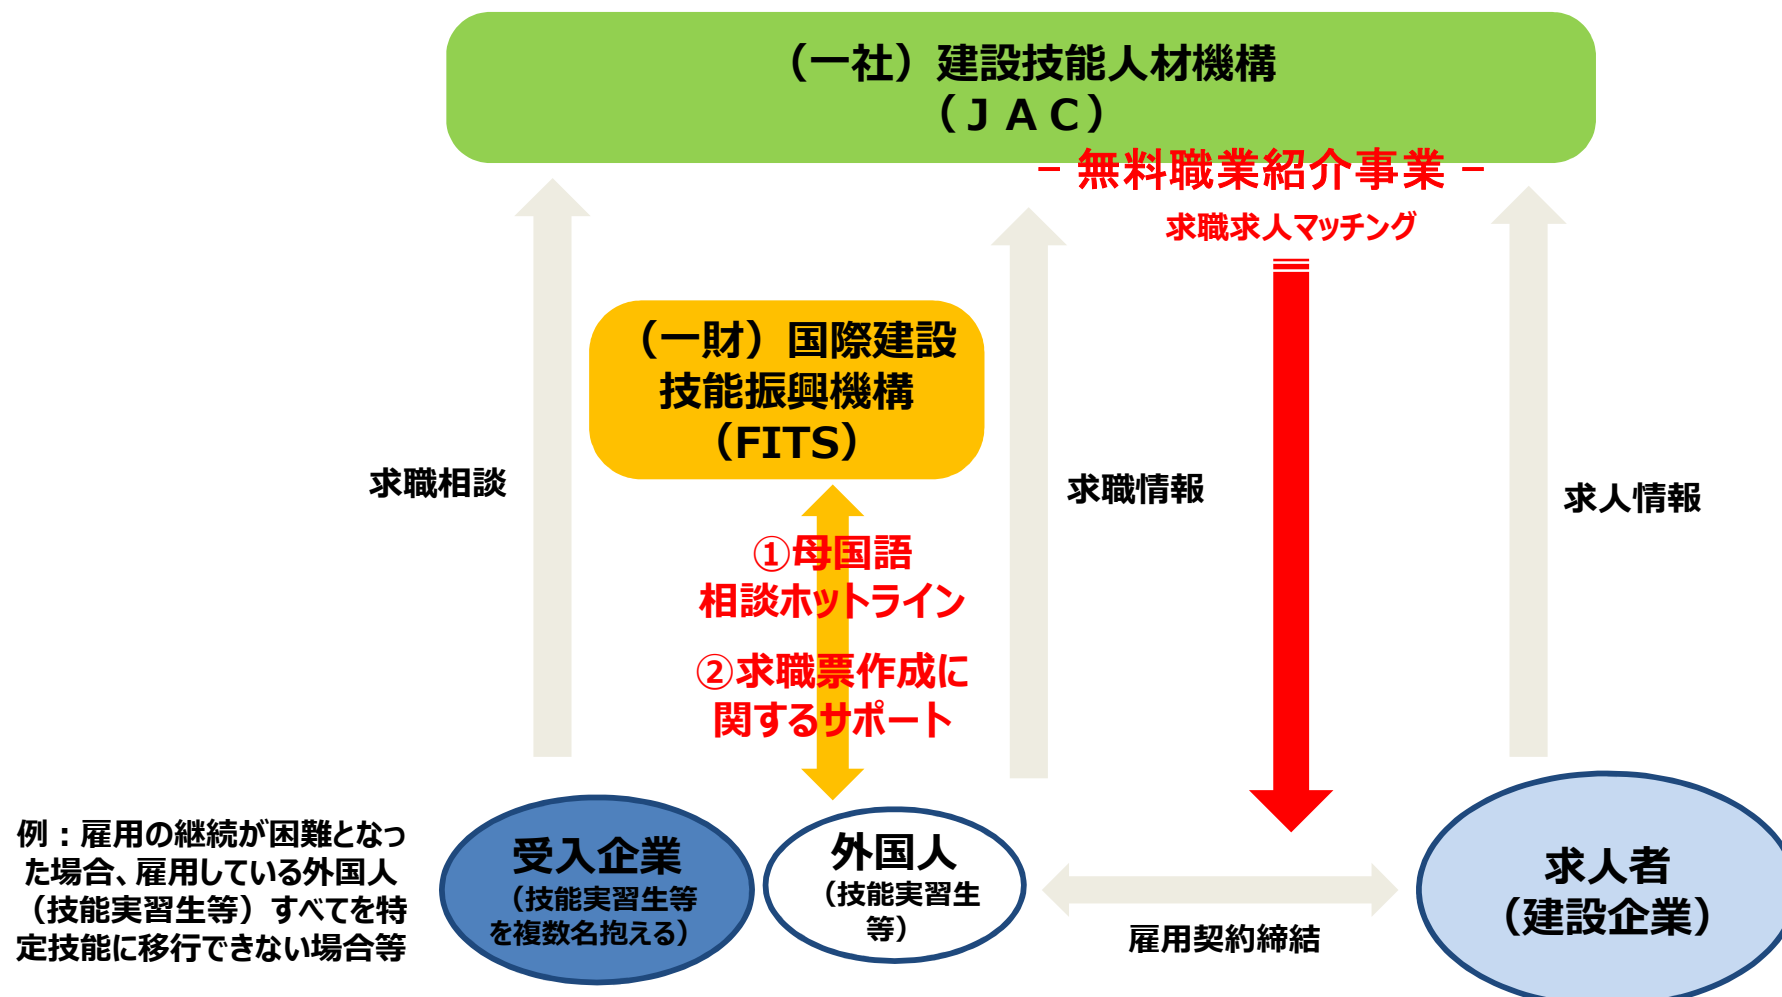 （一社）建設技能人材機構
（ＪＡＣ）
－ 無料職業紹介事業 －
求職求人マッチング
（一財）国際建設
技能振興機構
（FITS）
求職相談
求職情報
求人情報
①母国語
相談ホットライン
②求職票作成に
関するサポート
例：雇用の継続が困難となっ
た場合、雇用している外国人
（技能実習生等）すべてを特
定技能に移行できない場合等
受入企業
（技能実習生等
を複数名抱える）
外国人
（技能実習生
等）
雇用契約締結
求人者
（建設企業）